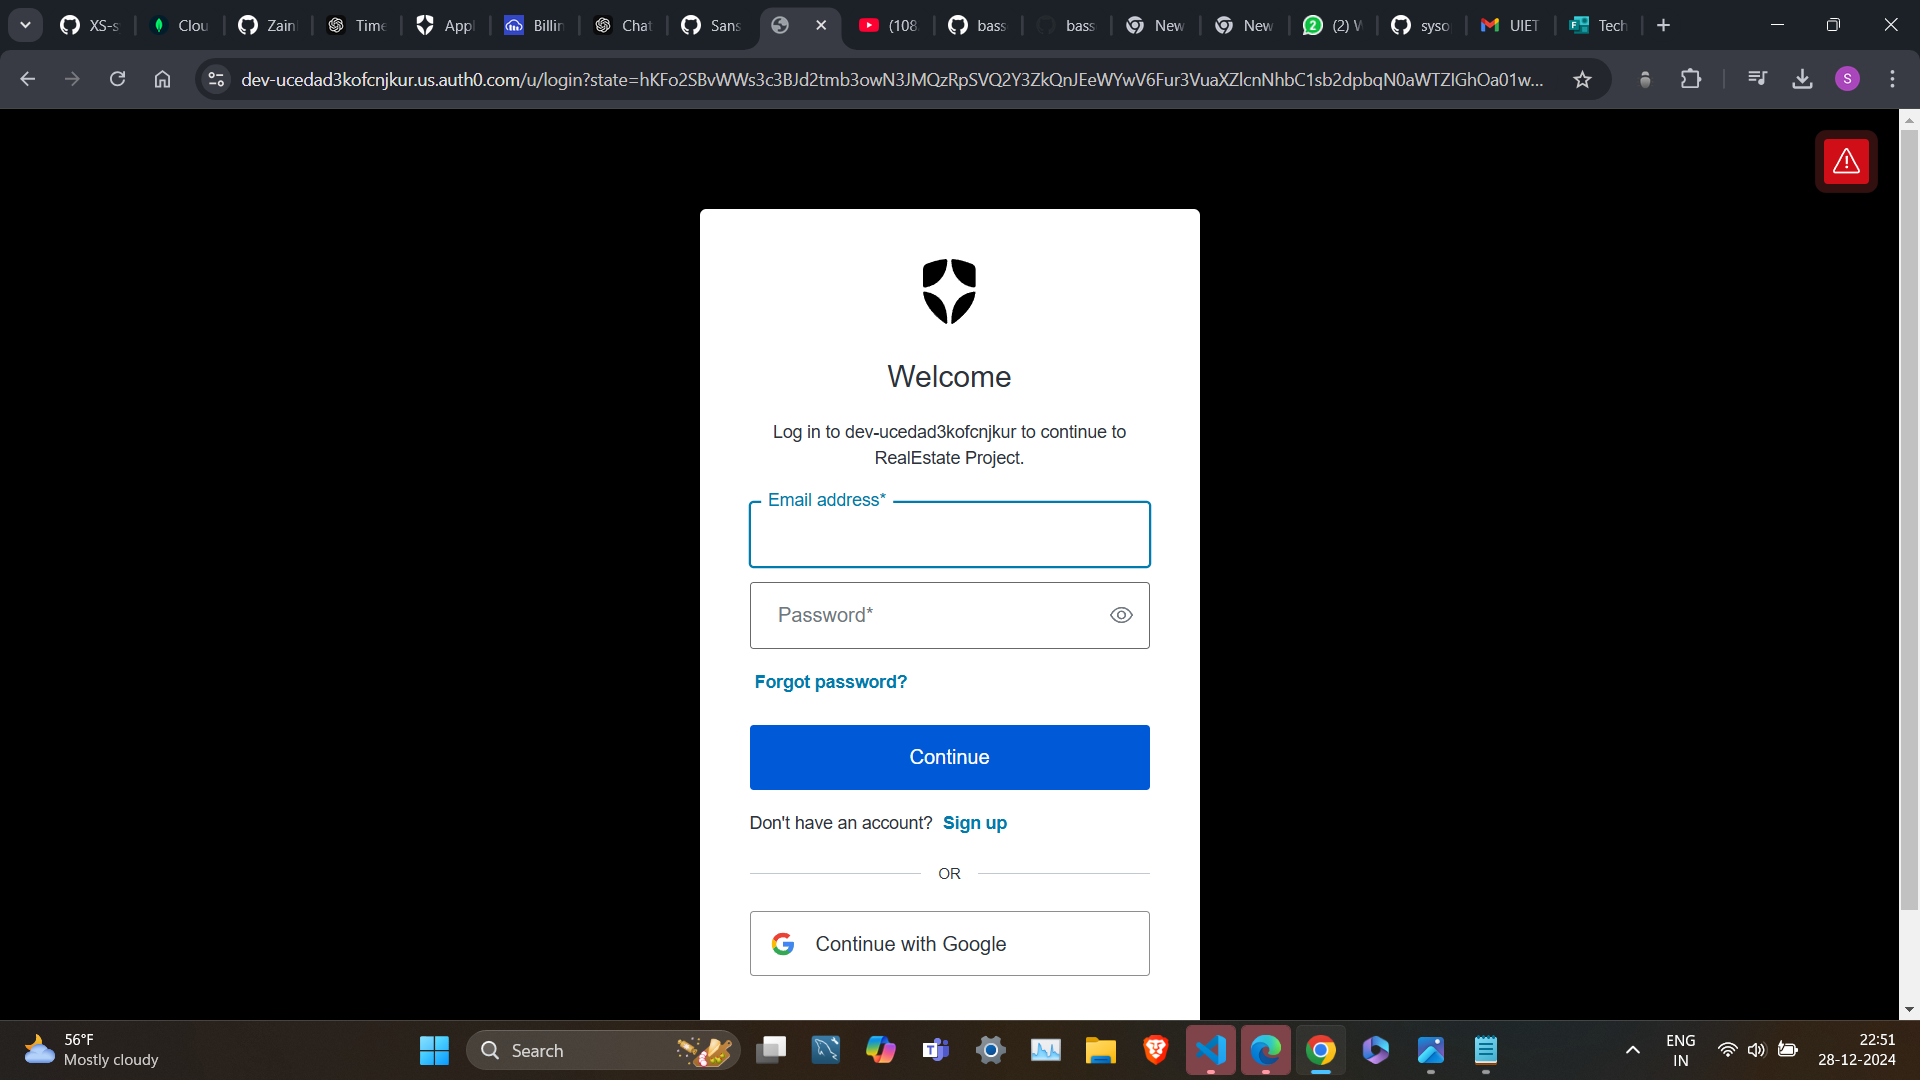 XS-s
Clou
Zain
Time
Appl
Billin
Chat
Sans
(108
bass
bass
New
New
(2) W
syso
UIET
Tech
dev-ucedad3kofcnjkur.us.auth0.com/u/login?state=hKFo2SBvWWs3c3BJd2tmb3owN3JMQzRpSVQ2Y3ZkQnJEeWYwV6Fur3VuaXZlcnNhbC1sb2dpbqN0aWTZIGhOa01w...
S
Welcome
Log in to dev-ucedad3kofcnjkur to continue to
RealEstate Project.
Email address*
Password*
Forgot password?
Continue
Don't have an account? Sign up
OR
Continue with Google
56°F
Mostly cloudy
Search
ENG
IN
22:51
28-12-2024